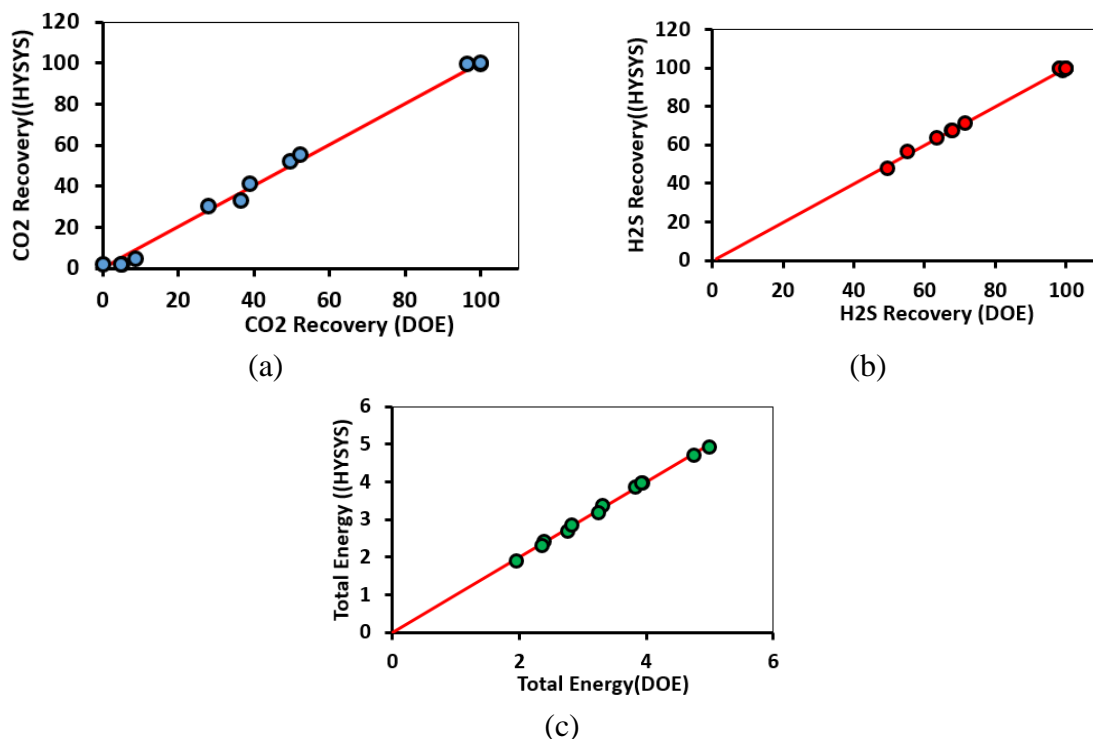 CO2 Recovery((HYSYS)
120
100
80
60
40
20
0
0 20 40 60 80 100
CO2 Recovery (DOE)
(a)
H2S Recovery((HYSYS)
120
100
80
60
40
20
0
0 20 40 60 80 100
H2S Recovery (DOE)
(b)
Total Energy ((HYSYS)
6
5
4
3
2
1
0
0 2 4 6
Total Energy(DOE)
(c)